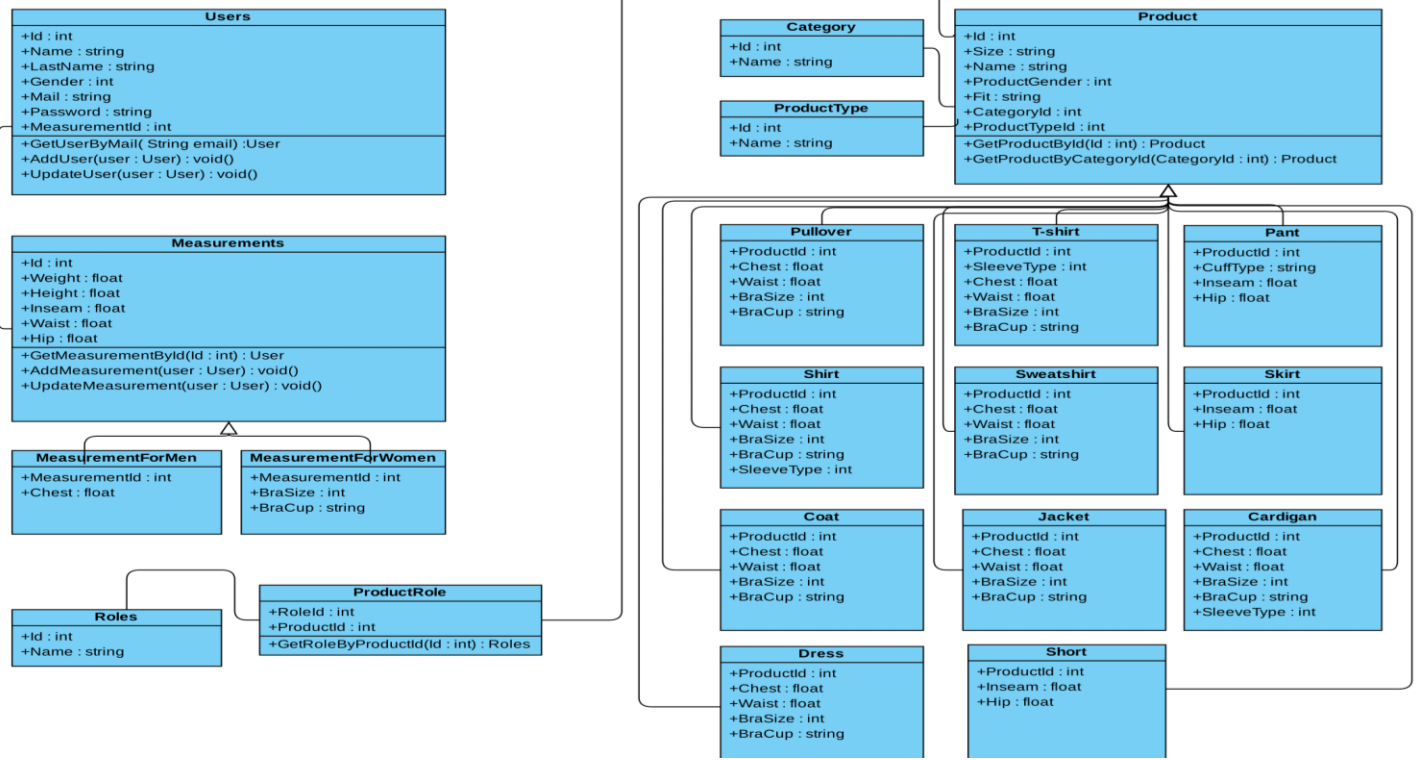 Users
+Id : int
+Name : string
+LastName : string
+Gender : int
+Mail : string
+Password : string
+MeasurementId : int
+GetUserByMail( String email) :User
+AddUser(user : User) : void()
+UpdateUser(user : User) : void()
Measurements
+Id : int
+Weight : float
+Height : float
+Inseam : float
+Waist : float
+Hip : float
+GetMeasurementById(Id : int) : User
+AddMeasurement(user : User) : void()
+UpdateMeasurement(user : User) : void()
MeasurementForMen
+MeasurementId : int
+Chest : float
MeasurementForWomen
+MeasurementId : int
+BraSize : int
+BraCup : string
Roles
+Id : int
+Name : string
ProductRole
+RoleId : int
+ProductId : int
+GetRoleByProductId(Id : int) : Roles
Category
+Id : int
+Name : string
ProductType
+Id : int
+Name : string
Product
+Id : int
+Size : string
+Name : string
+ProductGender : int
+Fit : string
+CategoryId : int
+ProductTypeId : int
+GetProductById(Id : int) : Product
+GetProductByCategoryId(CategoryId : int) : Product
Pullover
+ProductId : int
+Chest : float
+Waist : float
+BraSize : int
+BraCup : string
T-shirt
+ProductId : int
+SleeveType : int
+Chest : float
+Waist : float
+BraSize : int
+BraCup : string
Pant
+ProductId : int
+CuffType : string
+Inseam : float
+Hip : float
Shirt
+ProductId : int
+Chest : float
+Waist : float
+BraSize : int
+BraCup : string
+SleeveType : int
Sweatshirt
+ProductId : int
+Chest : float
+Waist : float
+BraSize : int
+BraCup : string
Skirt
+ProductId : int
+Inseam : float
+Hip : float
Coat
+ProductId : int
+Chest : float
+Waist : float
+BraSize : int
+BraCup : string
Jacket
+ProductId : int
+Chest : float
+Waist : float
+BraSize : int
+BraCup : string
Cardigan
+ProductId : int
+Chest : float
+Waist : float
+BraSize : int
+BraCup : string
+SleeveType : int
Dress
+ProductId : int
+Chest : float
+Waist : float
+BraSize : int
+BraCup : string
Short
+ProductId : int
+Inseam : float
+Hip : float